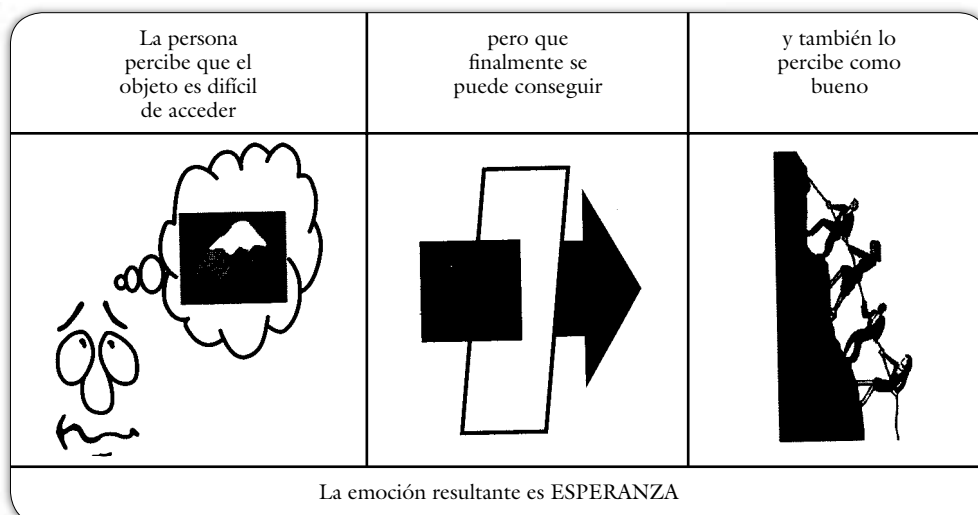 La persona
percibe que el
objeto es difícil
de acceder
pero que
finalmente se
puede conseguir
y también lo
percibe como
bueno
La emoción resultante es ESPERANZA